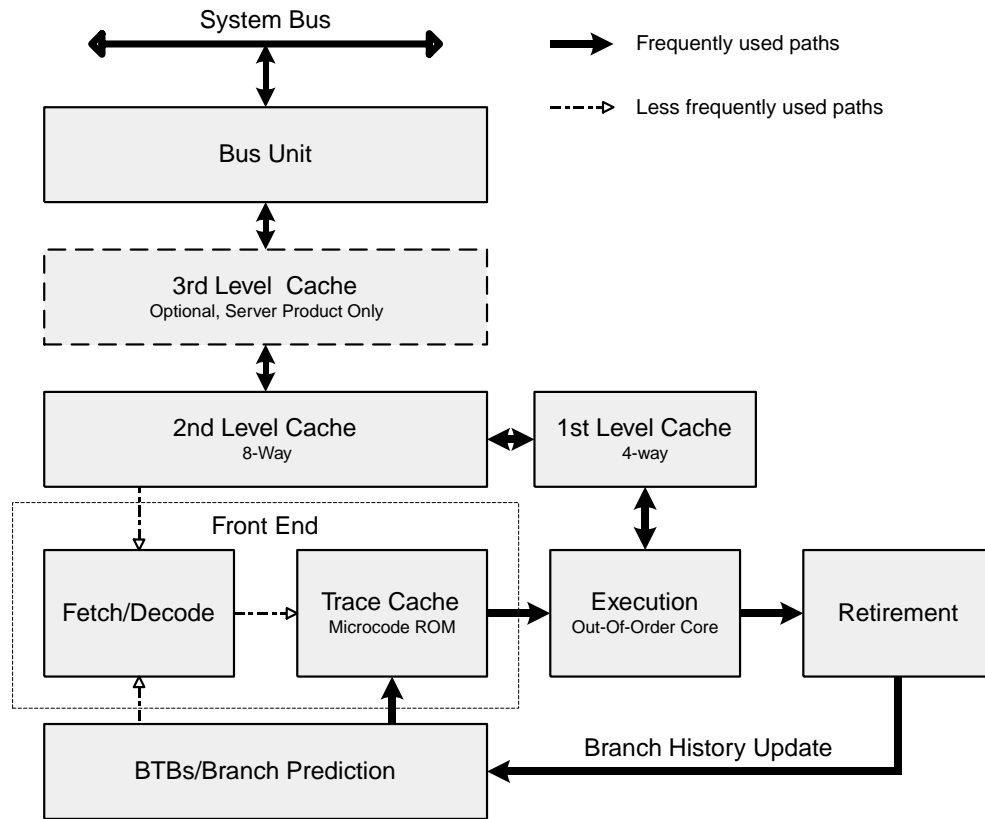 System Bus
Frequently used paths
Less frequently used paths
Bus Unit
3rd Level Cache
Optional, Server Product Only
2nd Level Cache
8-Way
1st Level Cache
4-way
Front End
Fetch/Decode
Trace Cache
Microcode ROM
Execution
Out-Of-Order Core
Retirement
Branch History Update
BTBs/Branch Prediction